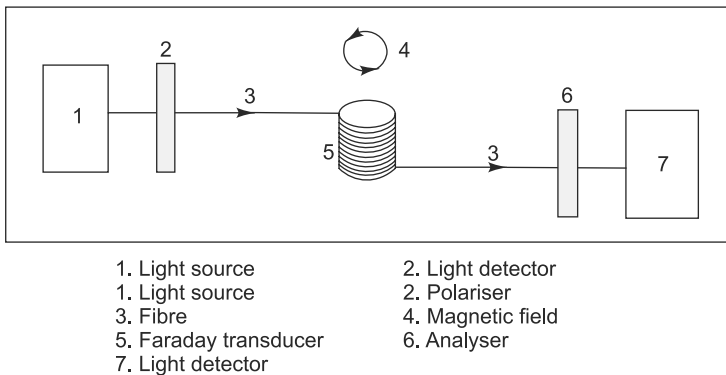 2
4
6
1
3
5
3
7
1. Light source 2. Light detector
1. Light source 2. Polariser
3. Fibre 4. Magnetic field
5. Faraday transducer 6. Analyser
7. Light detector